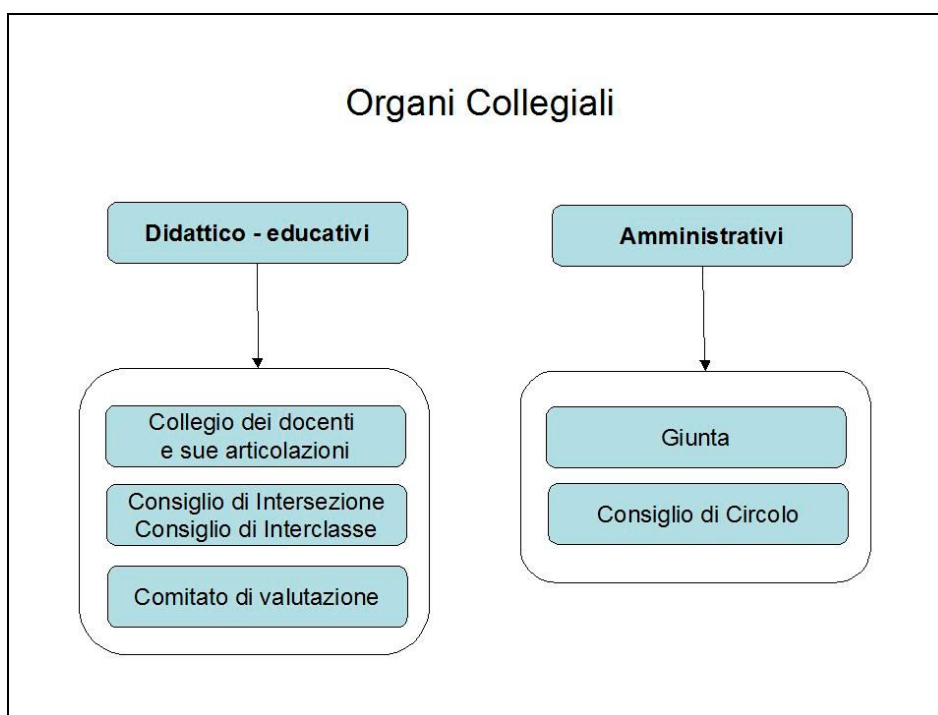 Organi Collegiali
Didattico - educativi
Collegio dei docenti
e sue articolazioni
Consiglio di Intersezione
Consiglio di Interclasse
Comitato di valutazione
Amministrativi
Giunta
Consiglio di Circolo